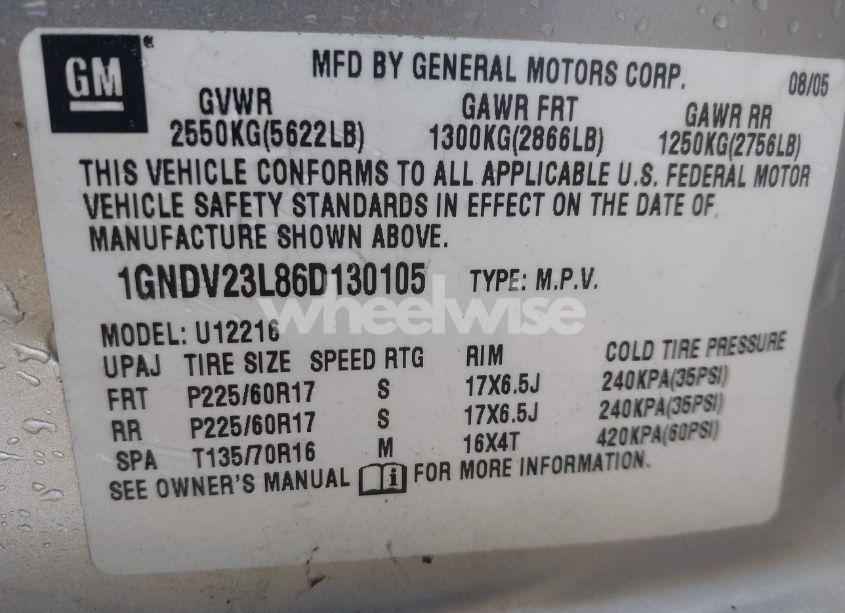 GM
MFD BY GENERAL MOTORS CORP. 08/05
GVWR GAWR FRT GAWR RR
2550KG(5622LB) 1300KG(2866LB) 1250KG(2756LB)
THIS VEHICLE CONFORMS TO ALL APPLICABLE U.S. FEDERAL MOTOR
VEHICLE SAFETY STANDARDS IN EFFECT ON THE DATE OF
MANUFACTURE SHOWN ABOVE.
1GNDV23L86D130105 TYPE: M.P.V.
wheelwise
MODEL: U12216
UPAJ TIRE SIZE SPEED RTG RIM COLD TIRE PRESSURE
FRT P225/60R17 S 17X6.5J 240KPA(35PSI)
RR P225/60R17 S 17X6.5J 240KPA(35PSI)
SPA T135/70R16 M 16X4T 420KPA(60PSI)
SEE OWNER'S MANUAL i FOR MORE INFORMATION.